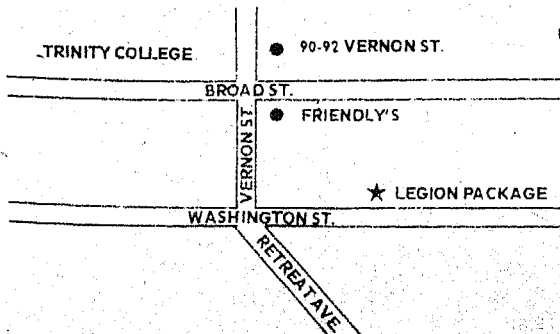 TRINITY COLLEGE
90-92 VERNON ST.
BROAD ST.
FRIENDLY'S
VERNON ST.
LEGION PACKAGE
WASHINGTON ST.
RETREAT AVE